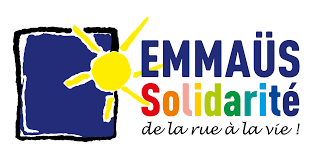 EMMAÜS
Solidarité
de la rue à la vie !